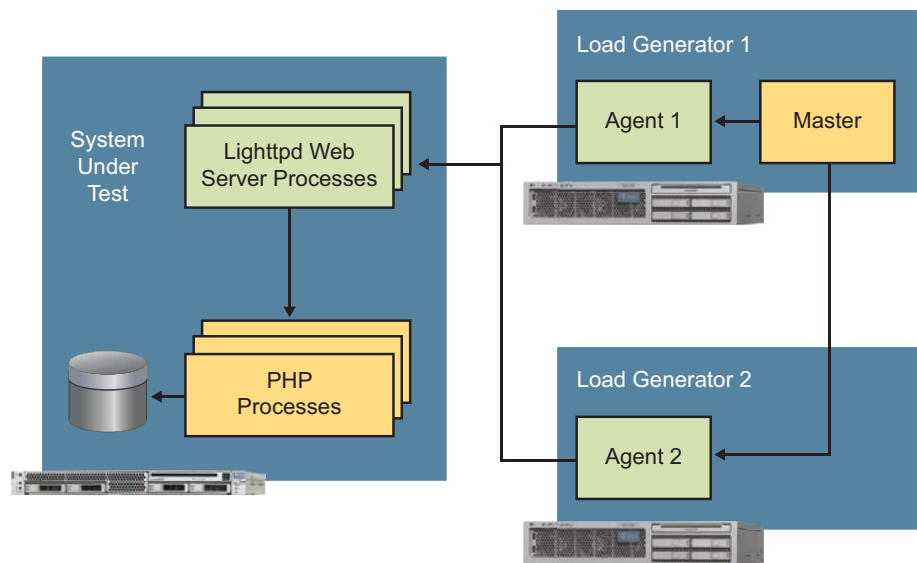 System
Under
Test
Lighttpd Web
Server Processes
PHP
Processes
Load Generator 1
Agent 1
Master
Load Generator 2
Agent 2